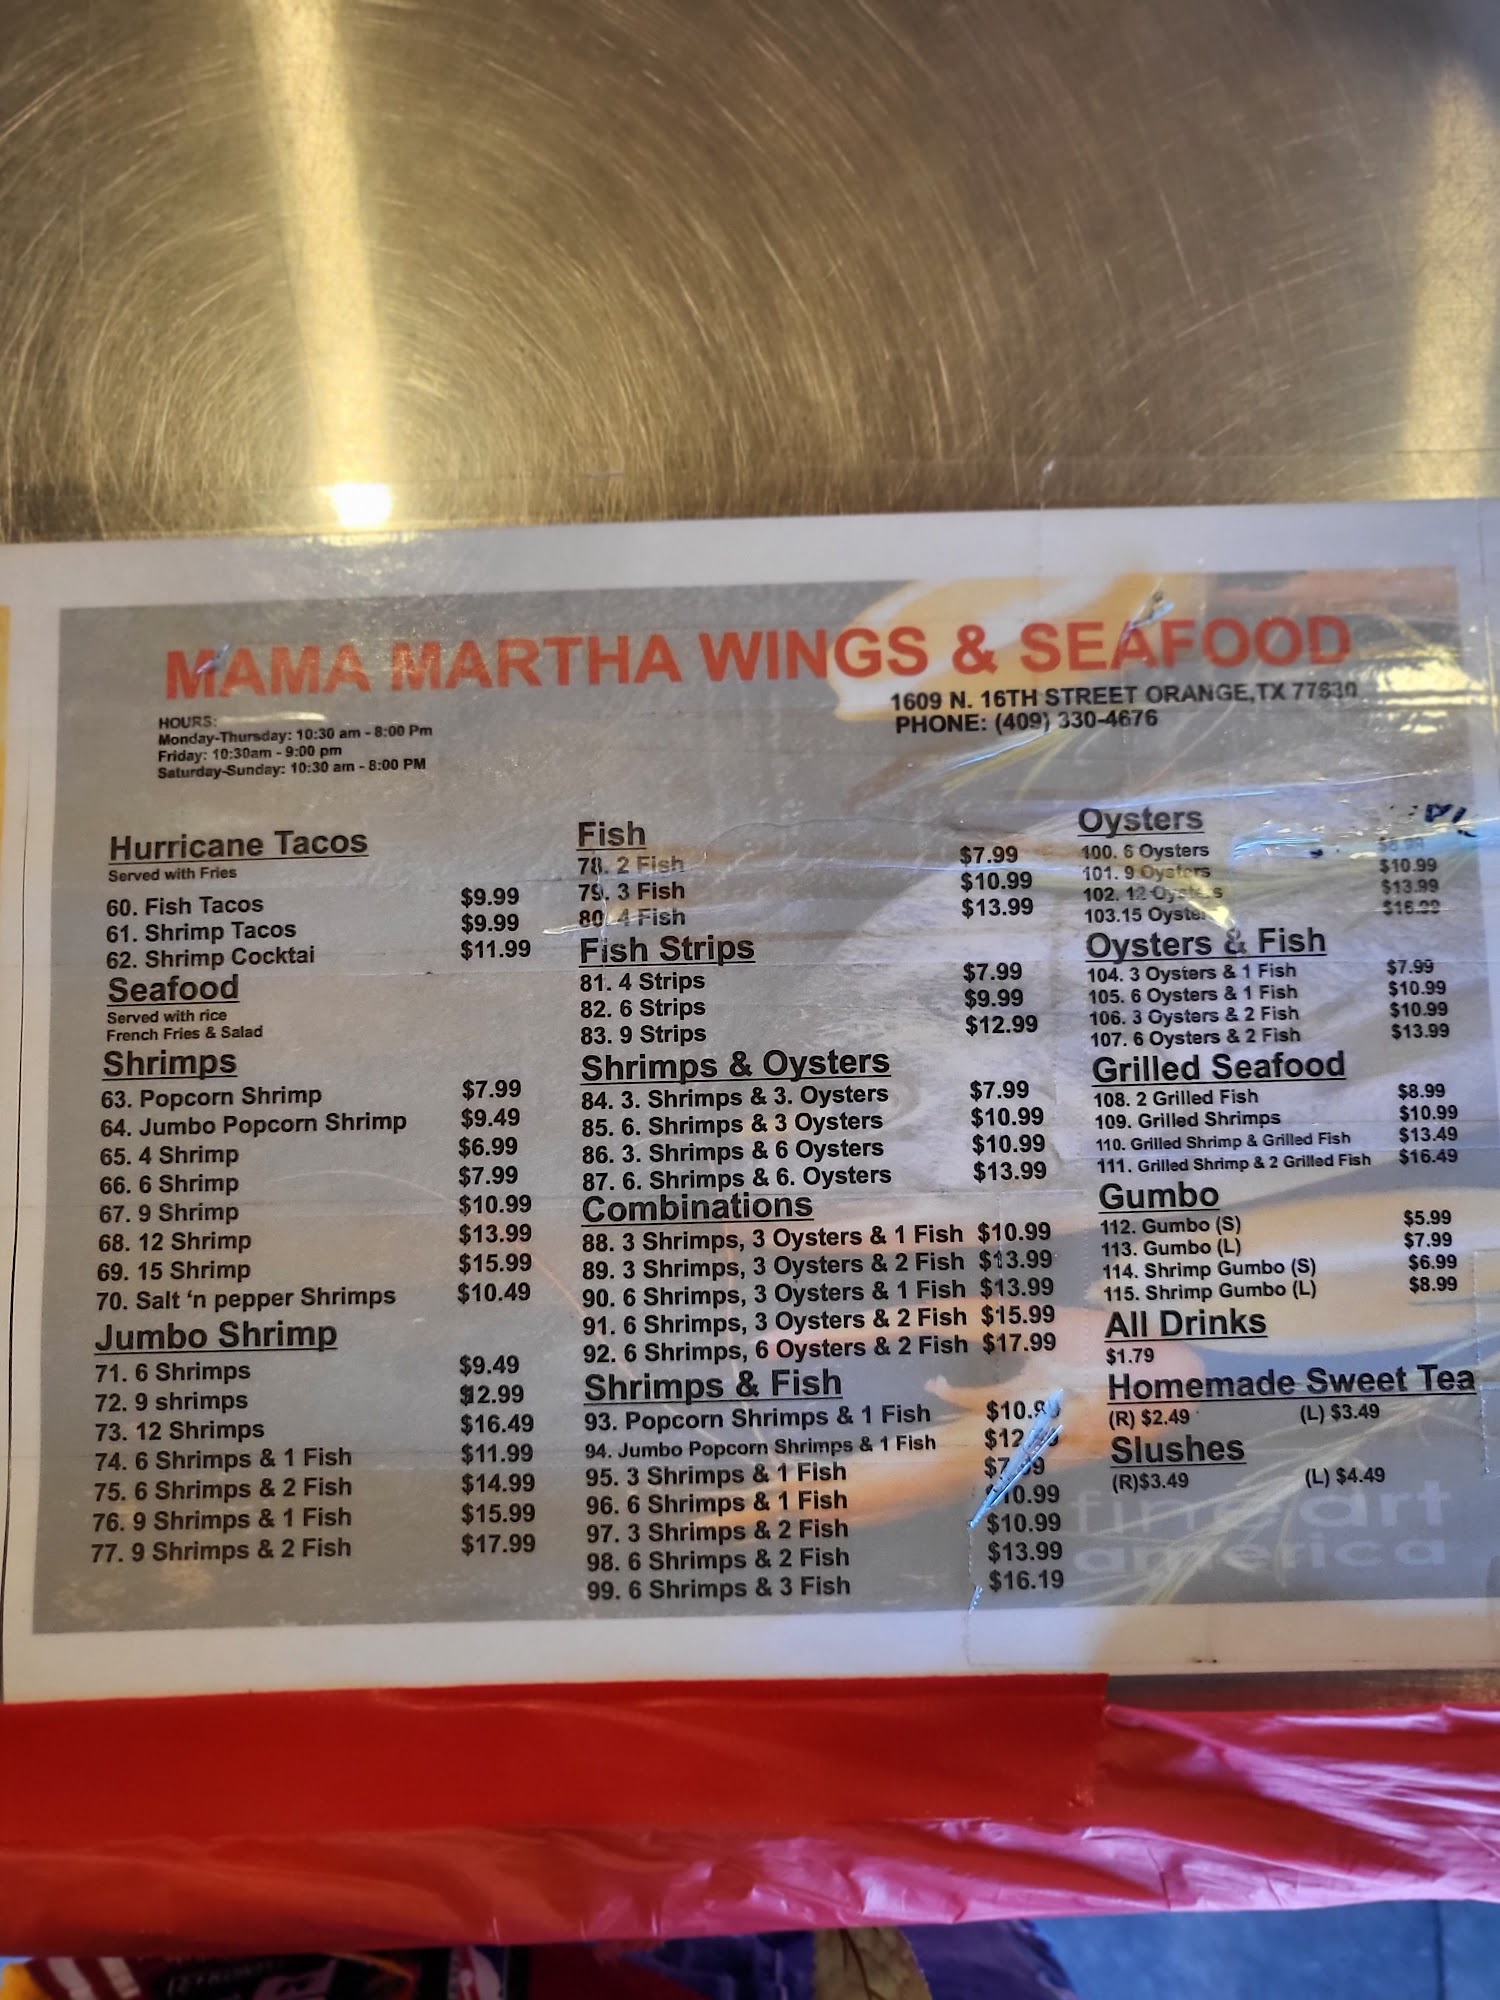 MAMA MARTHA WINGS & SEAFOOD
1609 N. 16TH STREET ORANGE,TX 77630
PHONE: (409) 330-4676
HOURS:
Monday-Thursday: 10:30 am - 8:00 Pm
Friday: 10:30am - 9:00 pm
Saturday-Sunday: 10:30 am - 8:00 PM
Hurricane Tacos
Served with Fries
60. Fish Tacos $9.99
61. Shrimp Tacos $9.99
62. Shrimp Cocktai $11.99
Seafood
Served with rice
French Fries & Salad
Shrimps
63. Popcorn Shrimp $7.99
64. Jumbo Popcorn Shrimp $9.49
65. 4 Shrimp $6.99
66. 6 Shrimp $7.99
67. 9 Shrimp $10.99
68. 12 Shrimp $13.99
69. 15 Shrimp $15.99
70. Salt ‘n pepper Shrimps $10.49
Jumbo Shrimp
71. 6 Shrimps $9.49
72. 9 shrimps $12.99
73. 12 Shrimps $16.49
74. 6 Shrimps & 1 Fish $11.99
75. 6 Shrimps & 2 Fish $14.99
76. 9 Shrimps & 1 Fish $15.99
77. 9 Shrimps & 2 Fish $17.99
Fish
78. 2 Fish $7.99
79. 3 Fish $10.99
80. 4 Fish $13.99
Fish Strips
81. 4 Strips $7.99
82. 6 Strips $9.99
83. 9 Strips $12.99
Shrimps & Oysters
84. 3. Shrimps & 3. Oysters $7.99
85. 6. Shrimps & 3 Oysters $10.99
86. 3. Shrimps & 6 Oysters $10.99
87. 6. Shrimps & 6. Oysters $13.99
Combinations
88. 3 Shrimps, 3 Oysters & 1 Fish $10.99
89. 3 Shrimps, 3 Oysters & 2 Fish $13.99
90. 6 Shrimps, 3 Oysters & 1 Fish $13.99
91. 6 Shrimps, 3 Oysters & 2 Fish $15.99
92. 6 Shrimps, 6 Oysters & 2 Fish $17.99
Shrimps & Fish
93. Popcorn Shrimps & 1 Fish $10.99
94. Jumbo Popcorn Shrimps & 1 Fish
95. 3 Shrimps & 1 Fish
96. 6 Shrimps & 1 Fish $10.99
97. 3 Shrimps & 2 Fish $10.99
98. 6 Shrimps & 2 Fish $13.99
99. 6 Shrimps & 3 Fish $16.19
Oysters
100. 6 Oysters
101. 9 Oysters $10.99
102. 12 Oysters $13.99
103.15 Oysters $16.99
Oysters & Fish
104. 3 Oysters & 1 Fish $7.99
105. 6 Oysters & 1 Fish $10.99
106. 3 Oysters & 2 Fish $10.99
107. 6 Oysters & 2 Fish $13.99
Grilled Seafood
108. 2 Grilled Fish $8.99
109. Grilled Shrimps $10.99
110. Grilled Shrimp & Grilled Fish $13.49
111. Grilled Shrimp & 2 Grilled Fish $16.49
Gumbo
112. Gumbo (S) $5.99
113. Gumbo (L) $7.99
114. Shrimp Gumbo (S) $6.99
115. Shrimp Gumbo (L) $8.99
All Drinks
$1.79
Homemade Sweet Tea
(R) $2.49 (L) $3.49
Slushes
(R)$3.49 (L) $4.49
fine art
america